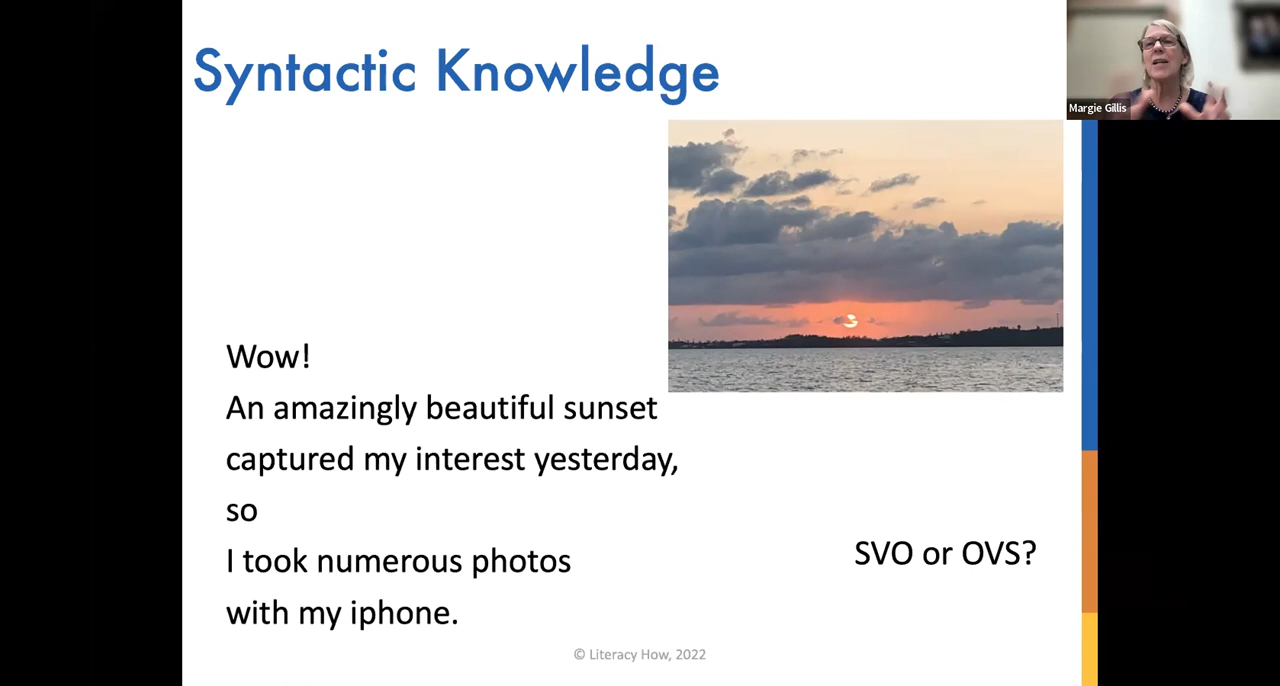 Syntactic Knowledge
Margie Gillis
Wow!
An amazingly beautiful sunset
captured my interest yesterday,
so
I took numerous photos
with my iphone.
SVO or OVS?
© Literacy How, 2022